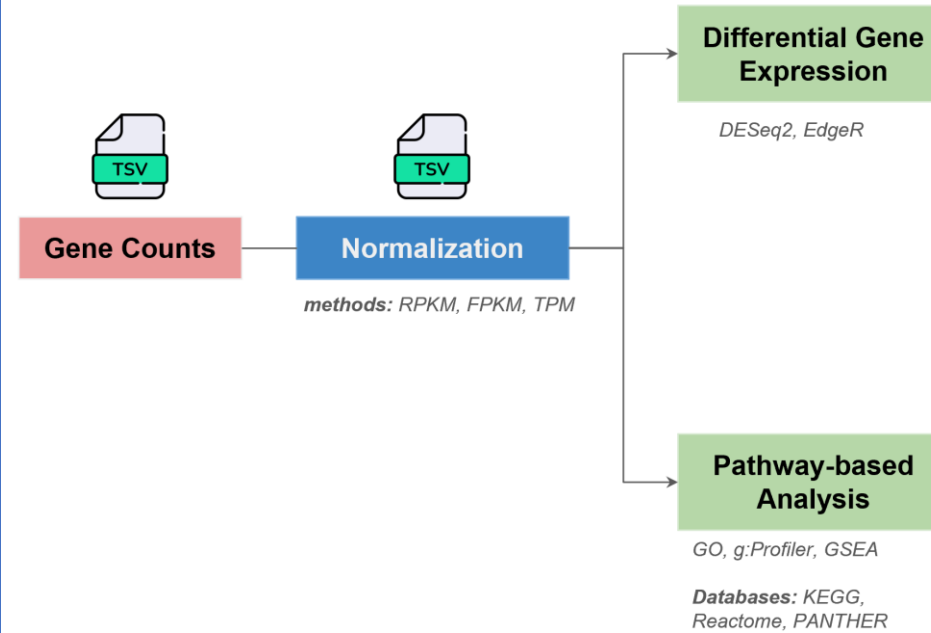 Differential Gene
Expression
DESeq2, EdgeR
TSV
TSV
Gene Counts
Normalization
methods: RPKM, FPKM, TPM
Pathway-based
Analysis
GO, g:Profiler, GSEA
Databases: KEGG,
Reactome, PANTHER